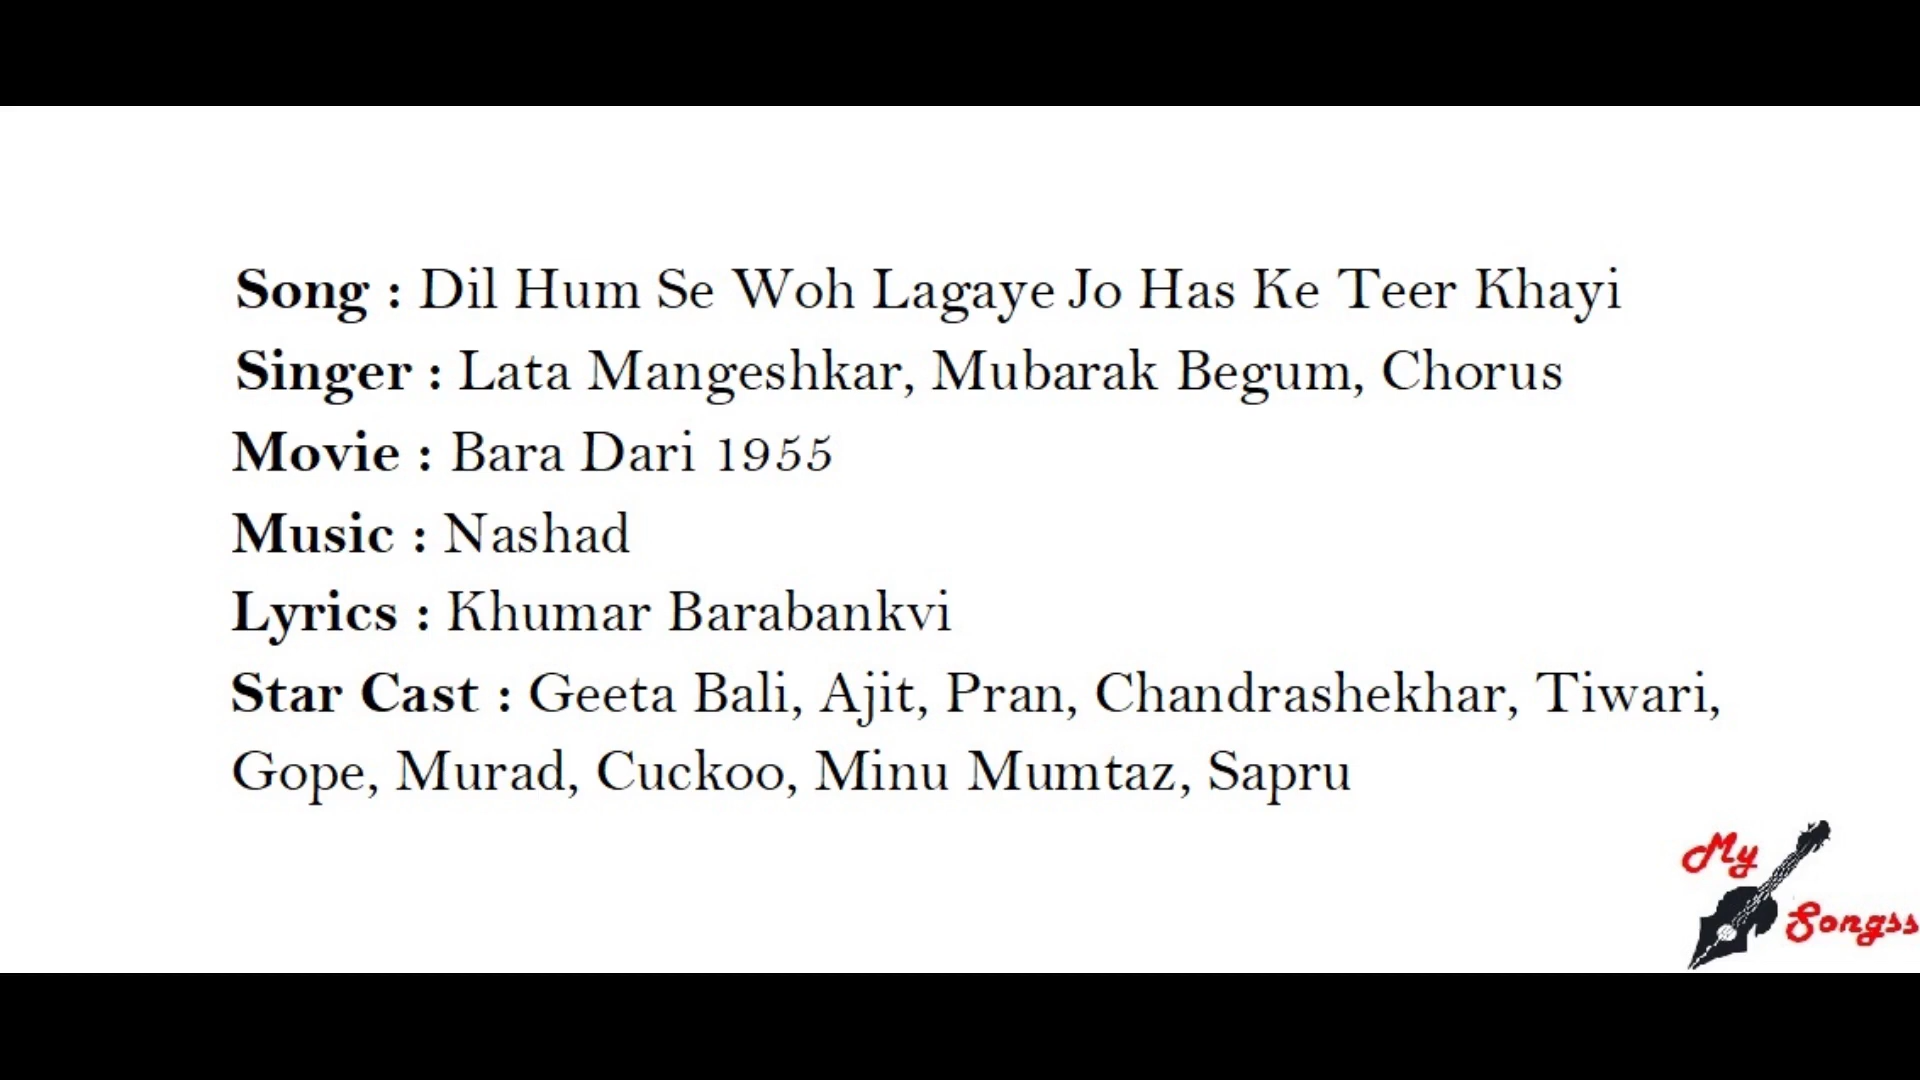 Song : Dil Hum Se Woh Lagaye Jo Has Ke Teer Khayi
Singer : Lata Mangeshkar, Mubarak Begum, Chorus
Movie : Bara Dari 1955
Music : Nashad
Lyrics : Khumar Barabankvi
Star Cast : Geeta Bali, Ajit, Pran, Chandrashekhar, Tiwari,
Gope, Murad, Cuckoo, Minu Mumtaz, Sapru
My
Songss